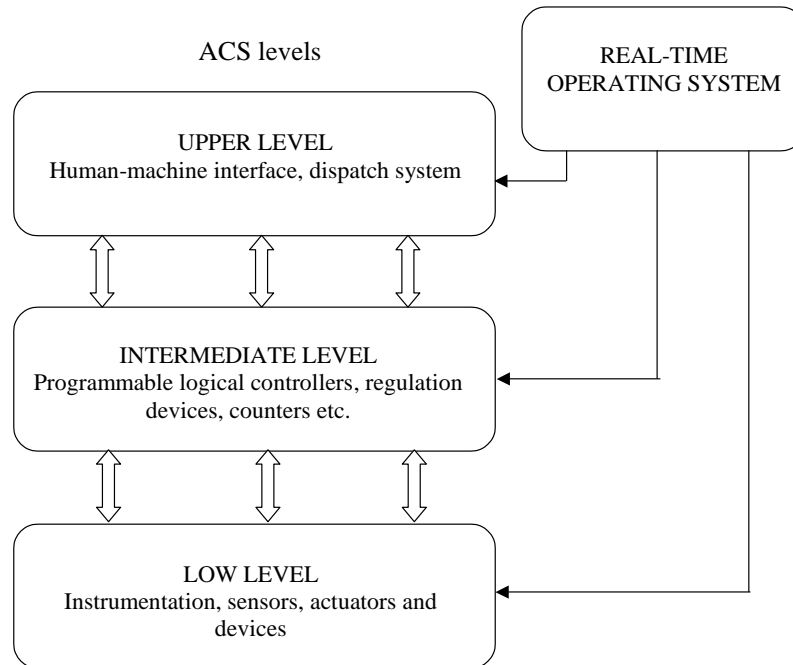 ACS levels
REAL-TIME
OPERATING SYSTEM
UPPER LEVEL
Human-machine interface, dispatch system
INTERMEDIATE LEVEL
Programmable logical controllers, regulation
devices, counters etc.
LOW LEVEL
Instrumentation, sensors, actuators and
devices